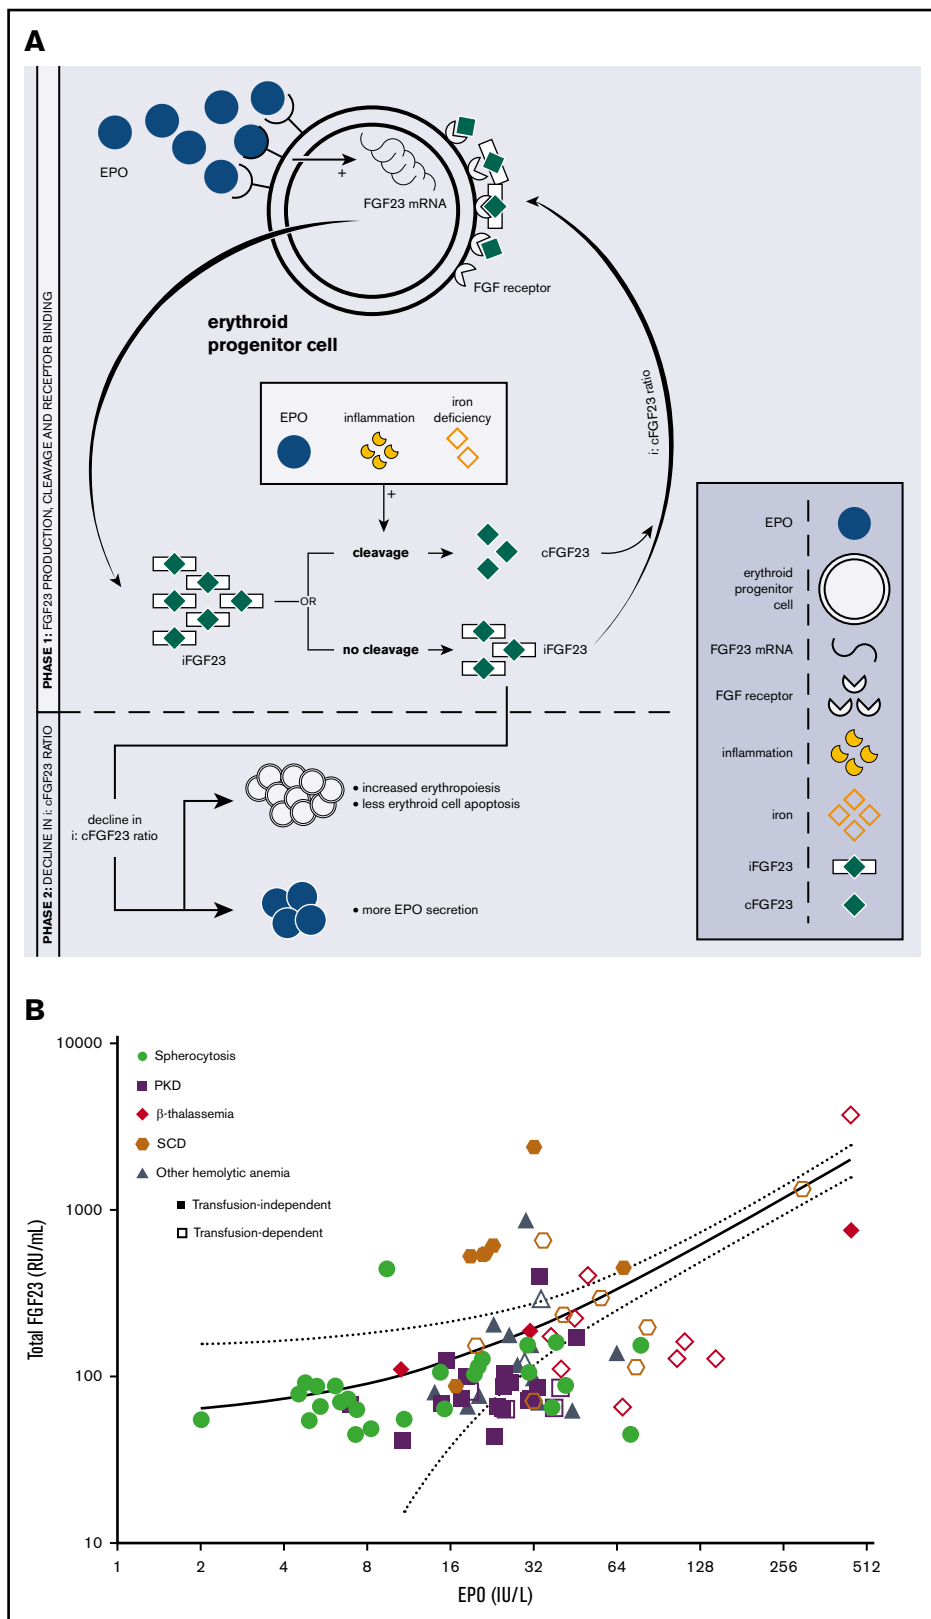 A
PHASE 1: FGF23 PRODUCTION, CLEAVAGE AND RECEPTOR BINDING
EPO
+
FGF23 mRNA
FGF receptor
erythroid
progenitor cell
i: cFGF23 ratio
EPO
inflammation
iron
deficiency
+
cleavage
cFGF23
OR
iFGF23
no cleavage
iFGF23
PHASE 2: DECLINE IN i: cFGF23 RATIO
decline in
i: cFGF23 ratio
• increased erythropoiesis
• less erythroid cell apoptosis
• more EPO secretion
EPO
erythroid
progenitor
cell
FGF23 mRNA
FGF receptor
inflammation
iron
iFGF23
cFGF23
B
Total FGF23 (RU/mL)
10000
1000
100
10
Spherocytosis
PKD
β-thalassemia
SCD
Other hemolytic anemia
Transfusion-independent
Transfusion-dependent
1 2 4 8 16 32 64 128 256 512
EPO (IU/L)